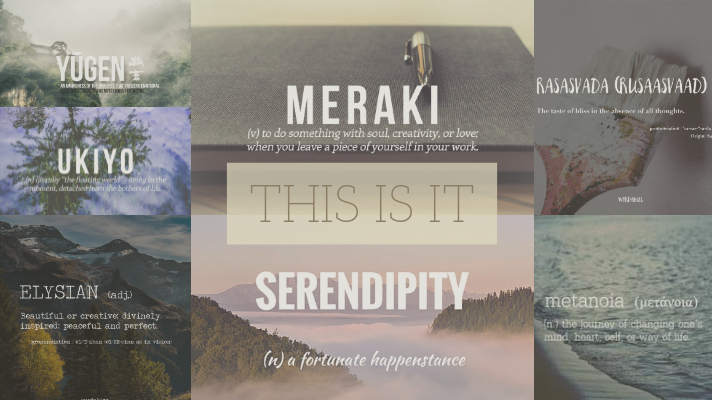 YŪGEN
UKIYO
(n) literally "the floating world" living in the
moment, detached from the bothers of life.
ELYSIAN (adj.)
Beautiful or creative; divinely
inspired; peaceful and perfect.
MERAKI
(v) to do something with soul, creativity, or love;
when you leave a piece of yourself in your work.
THIS IS IT
SERENDIPITY
(n) a fortunate happenstance
RASASVADA (RUSAASVAAD)
The taste of bliss in the absence of all thoughts.
metanoia (μετάνοια)
(n.) the journey of changing one's
mind, heart, self, or way of life.